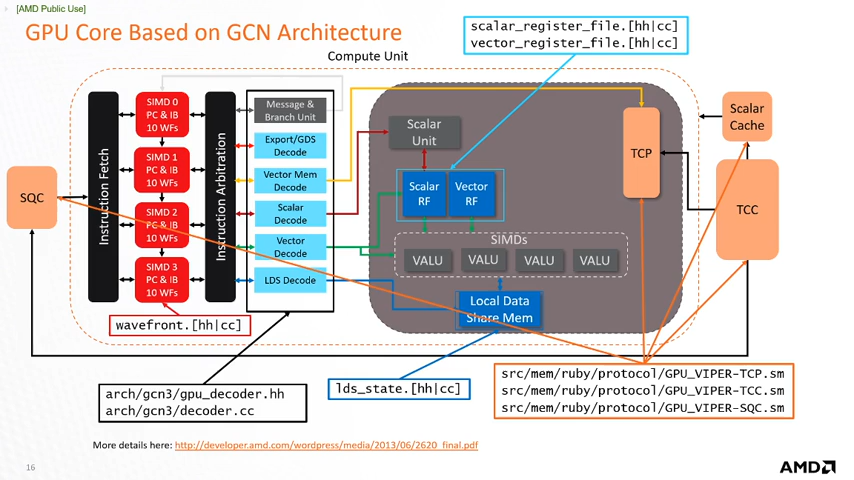 [AMD Public Use]
GPU Core Based on GCN Architecture
scalar_register_file.[hh|cc]
vector_register_file.[hh|cc]
Compute Unit
SQC
Instruction Fetch
SIMD 0
PC & IB
10 WFs
SIMD 1
PC & IB
10 WFs
SIMD 2
PC & IB
10 WFs
SIMD 3
PC & IB
10 WFs
Instruction Arbitration
Message &
Branch Unit
Export/GDS
Decode
Vector Mem
Decode
Scalar
Decode
Vector
Decode
LDS Decode
Scalar
Unit
Scalar
RF
Vector
RF
SIMDs
VALU
VALU
VALU
VALU
Local Data
Share Mem
TCP
Scalar
Cache
TCC
wavefront.[hh|cc]
arch/gcn3/gpu_decoder.hh
arch/gcn3/decoder.cc
lds_state.[hh|cc]
src/mem/ruby/protocol/GPU_VIPER-TCP.sm
src/mem/ruby/protocol/GPU_VIPER-TCC.sm
src/mem/ruby/protocol/GPU_VIPER-SQC.sm
More details here: http://developer.amd.com/wordpress/media/2013/06/2620_final.pdf
16
AMD